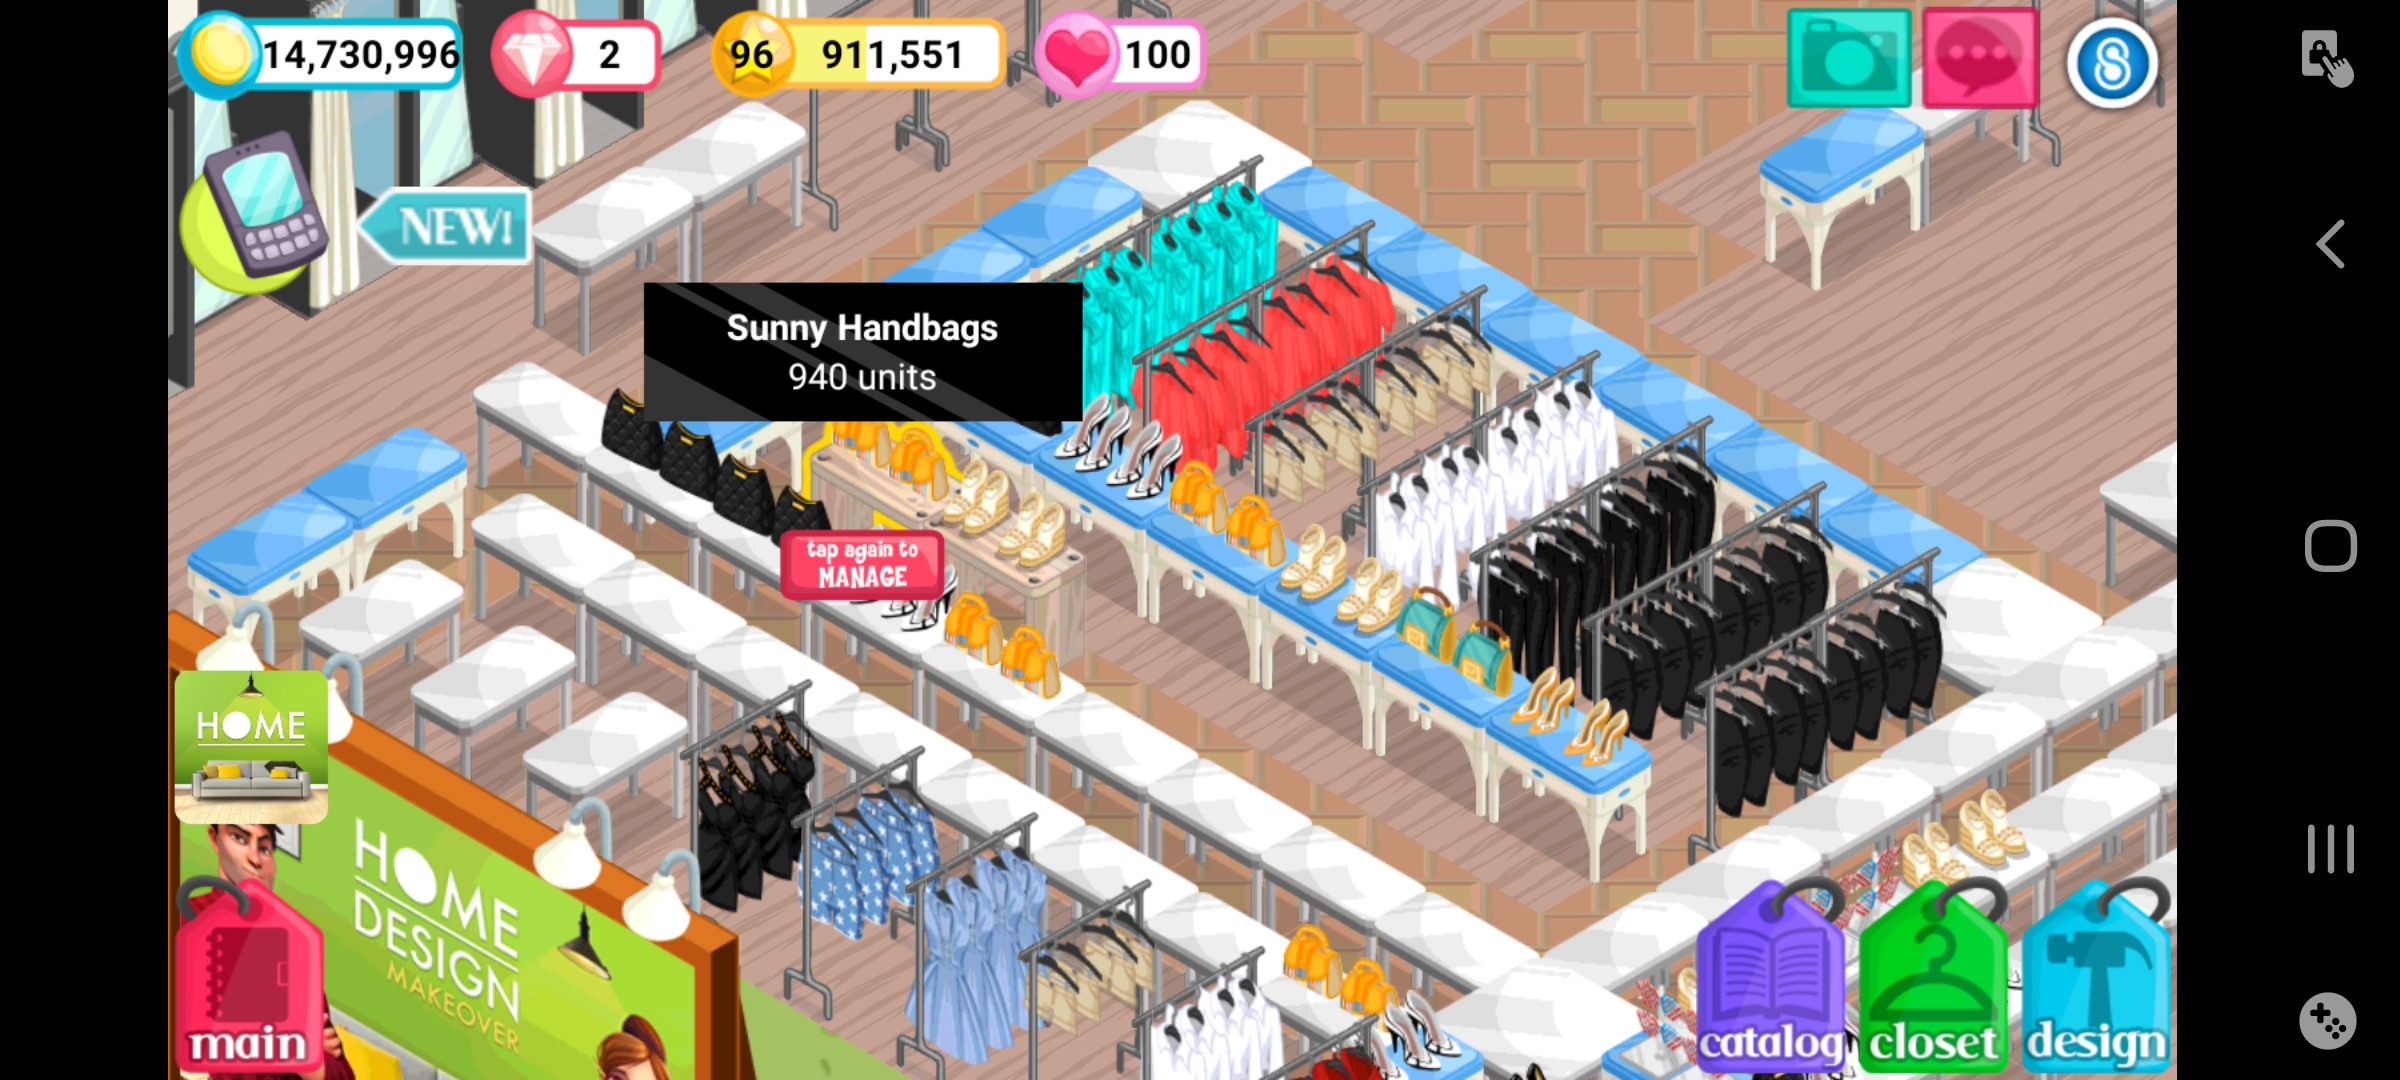 14,730,996
2
96
911,551
100
NEW!
Sunny Handbags
940 units
tap again to
MANAGE
HOME
HOME
DESIGN
MAKEOVER
main
catalog
closet
design